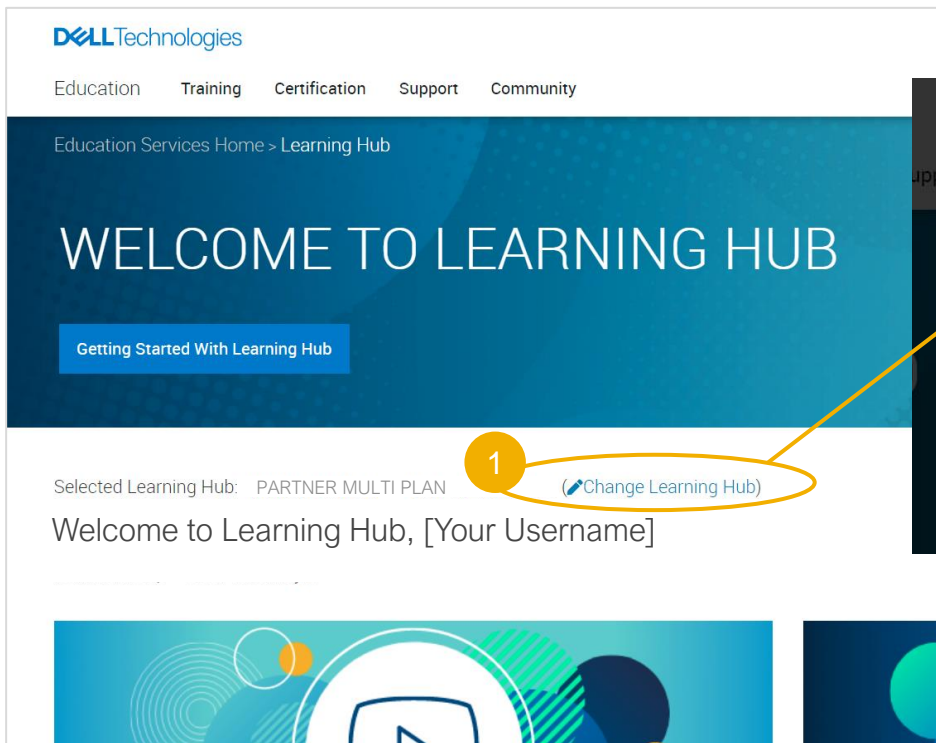 DELLTechnologies
Education Training Certification Support Community
Education Services Home > Learning Hub
WELCOME TO LEARNING HUB
Getting Started With Learning Hub
1
Selected Learning Hub: PARTNER MULTI PLAN (Change Learning Hub)
Welcome to Learning Hub, [Your Username]